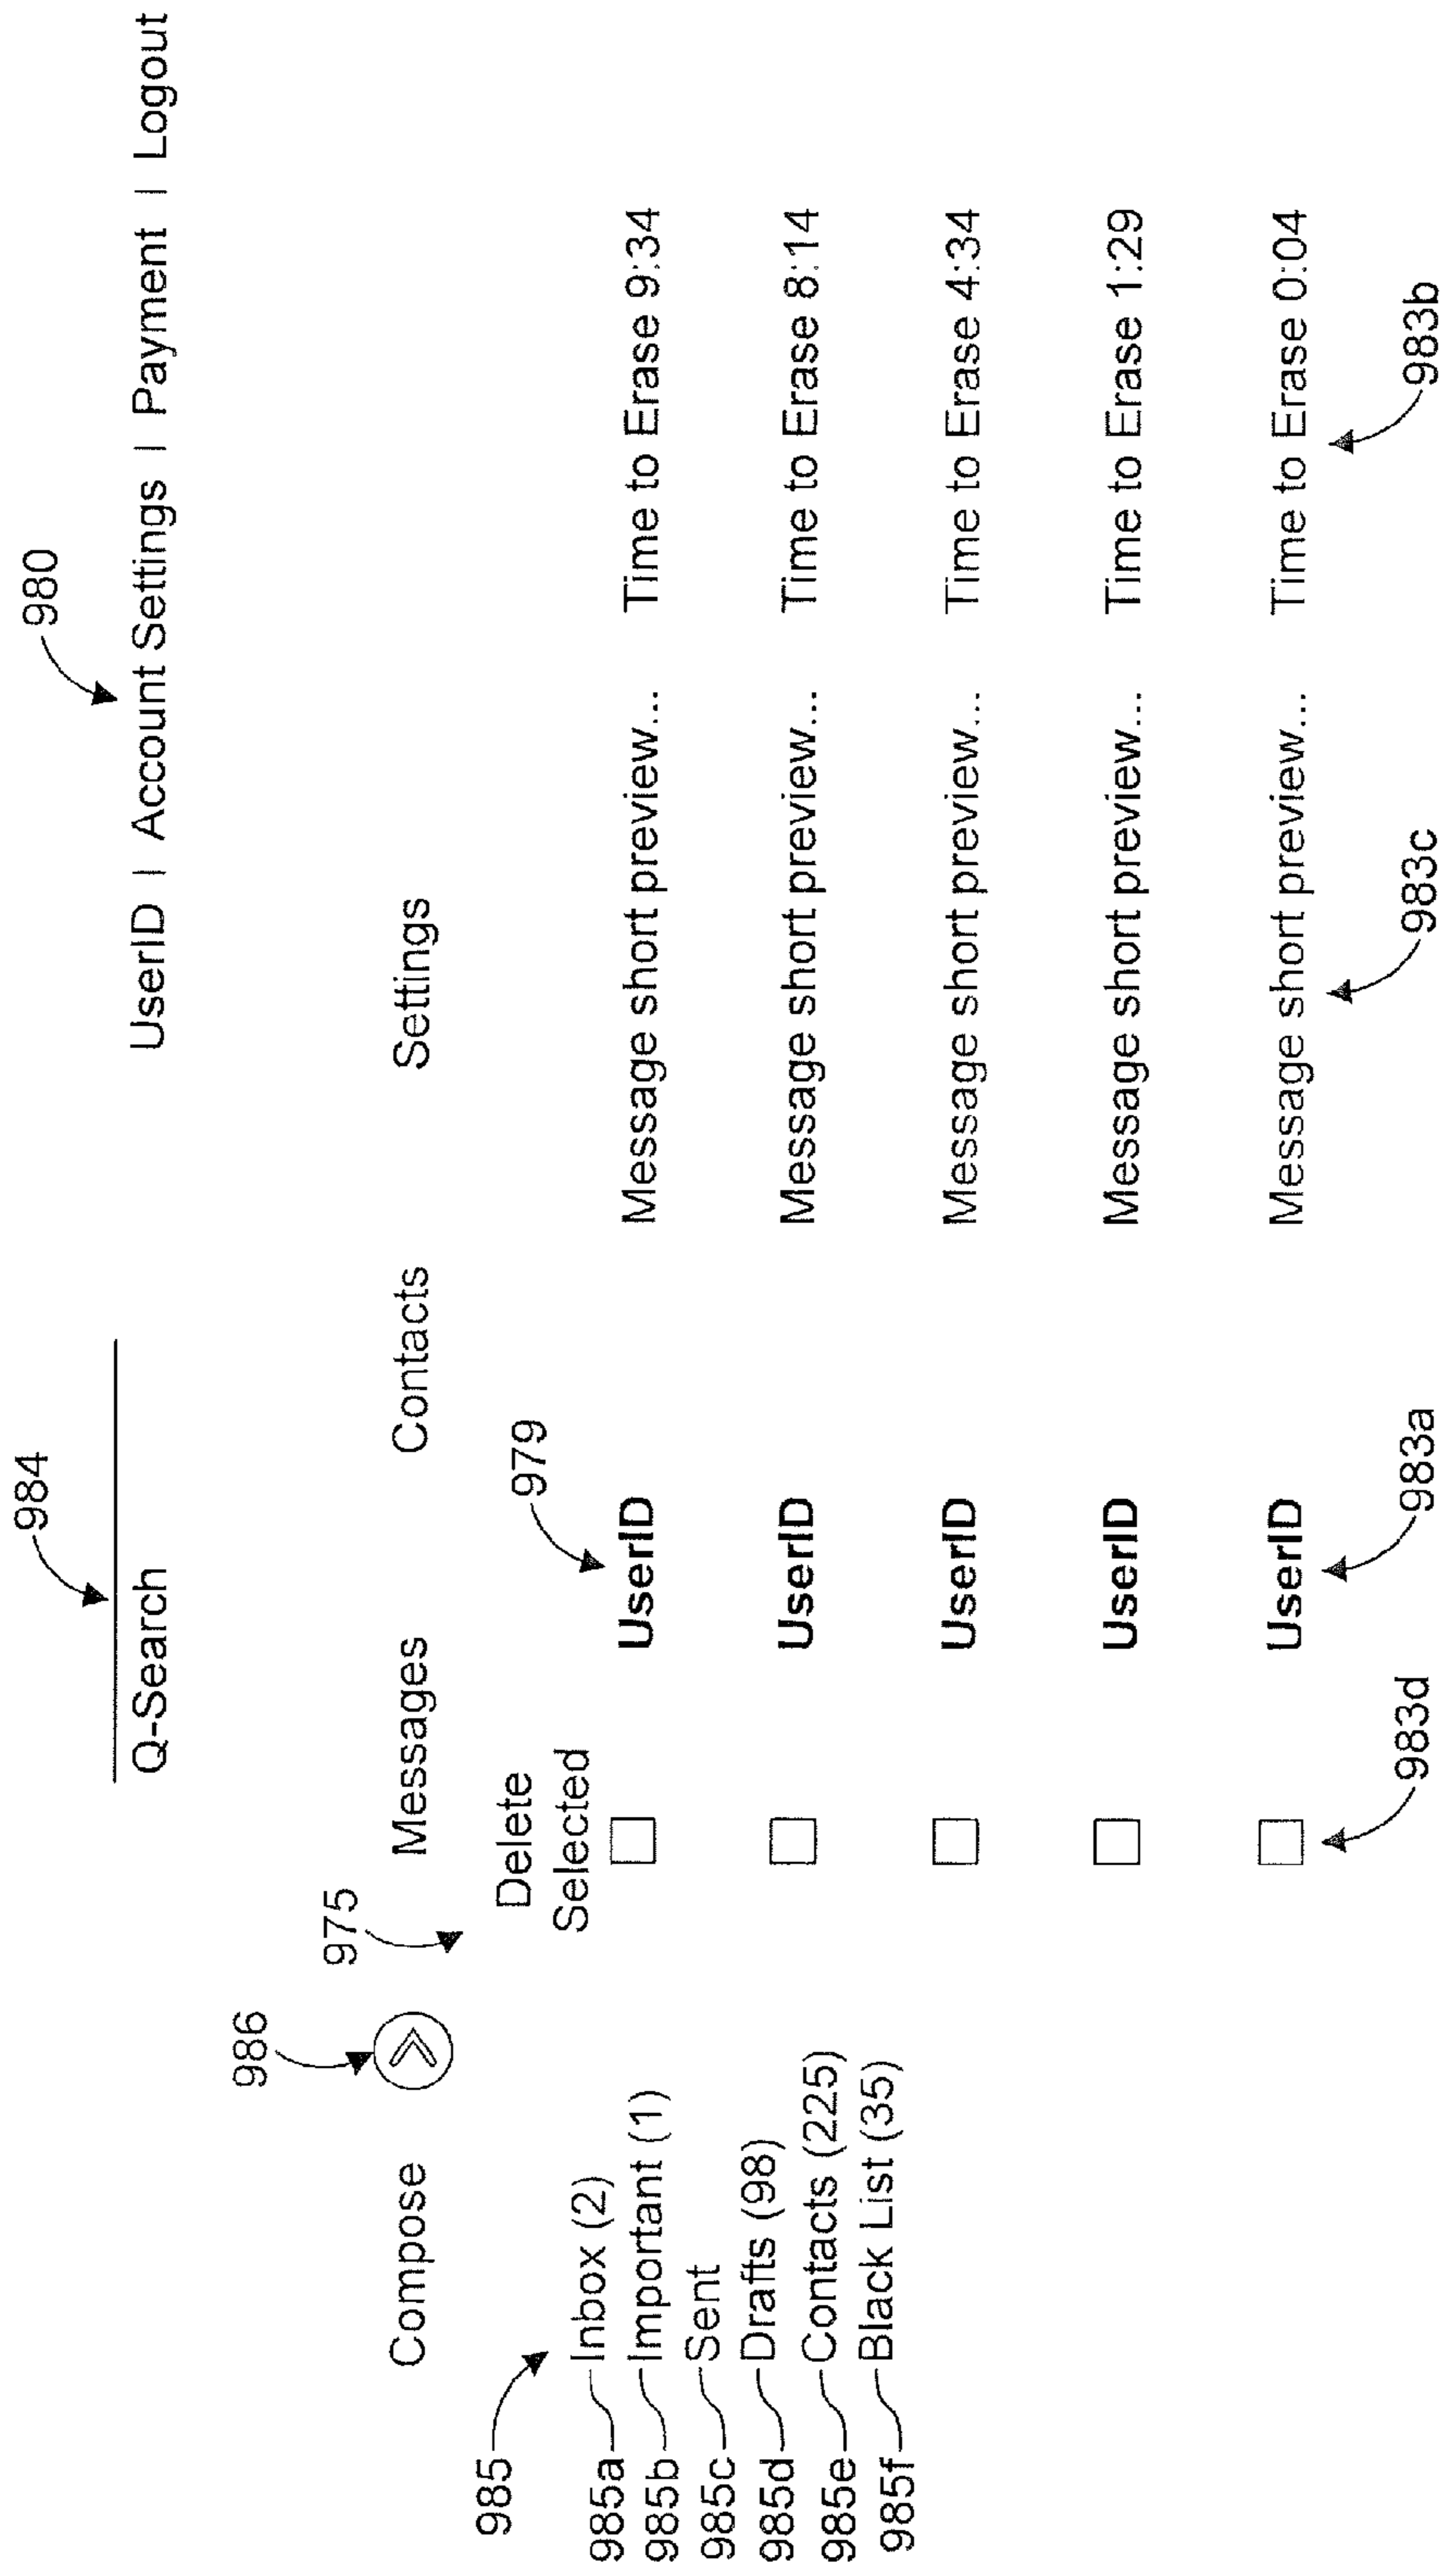 984
980
Q-Search
UserID | Account Settings | Payment | Logout
986
975
Compose
Messages
Contacts
Settings
985
Delete
Selected
979
985a Inbox (2)
985b Important (1)
985c Sent
985d Drafts (98)
985e Contacts (225)
985f Black List (35)
UserID Message short preview... Time to Erase 9:34
UserID Message short preview... Time to Erase 8:14
UserID Message short preview... Time to Erase 4:34
UserID Message short preview... Time to Erase 1:29
UserID Message short preview... Time to Erase 0:04
983d
983a
983c
983b